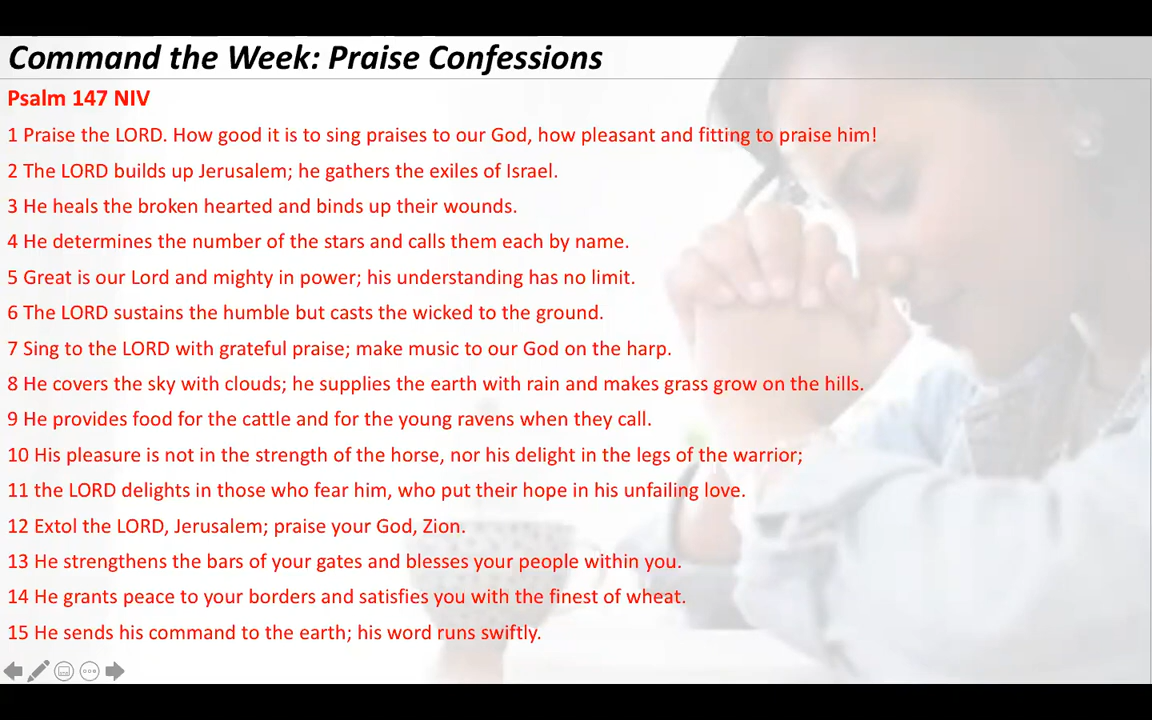 Command the Week: Praise Confessions
Psalm 147 NIV
1 Praise the LORD. How good it is to sing praises to our God, how pleasant and fitting to praise him!
2 The LORD builds up Jerusalem; he gathers the exiles of Israel.
3 He heals the broken hearted and binds up their wounds.
4 He determines the number of the stars and calls them each by name.
5 Great is our Lord and mighty in power; his understanding has no limit.
6 The LORD sustains the humble but casts the wicked to the ground.
7 Sing to the LORD with grateful praise; make music to our God on the harp.
8 He covers the sky with clouds; he supplies the earth with rain and makes grass grow on the hills.
9 He provides food for the cattle and for the young ravens when they call.
10 His pleasure is not in the strength of the horse, nor his delight in the legs of the warrior;
11 the LORD delights in those who fear him, who put their hope in his unfailing love.
12 Extol the LORD, Jerusalem; praise your God, Zion.
13 He strengthens the bars of your gates and blesses your people within you.
14 He grants peace to your borders and satisfies you with the finest of wheat.
15 He sends his command to the earth; his word runs swiftly.